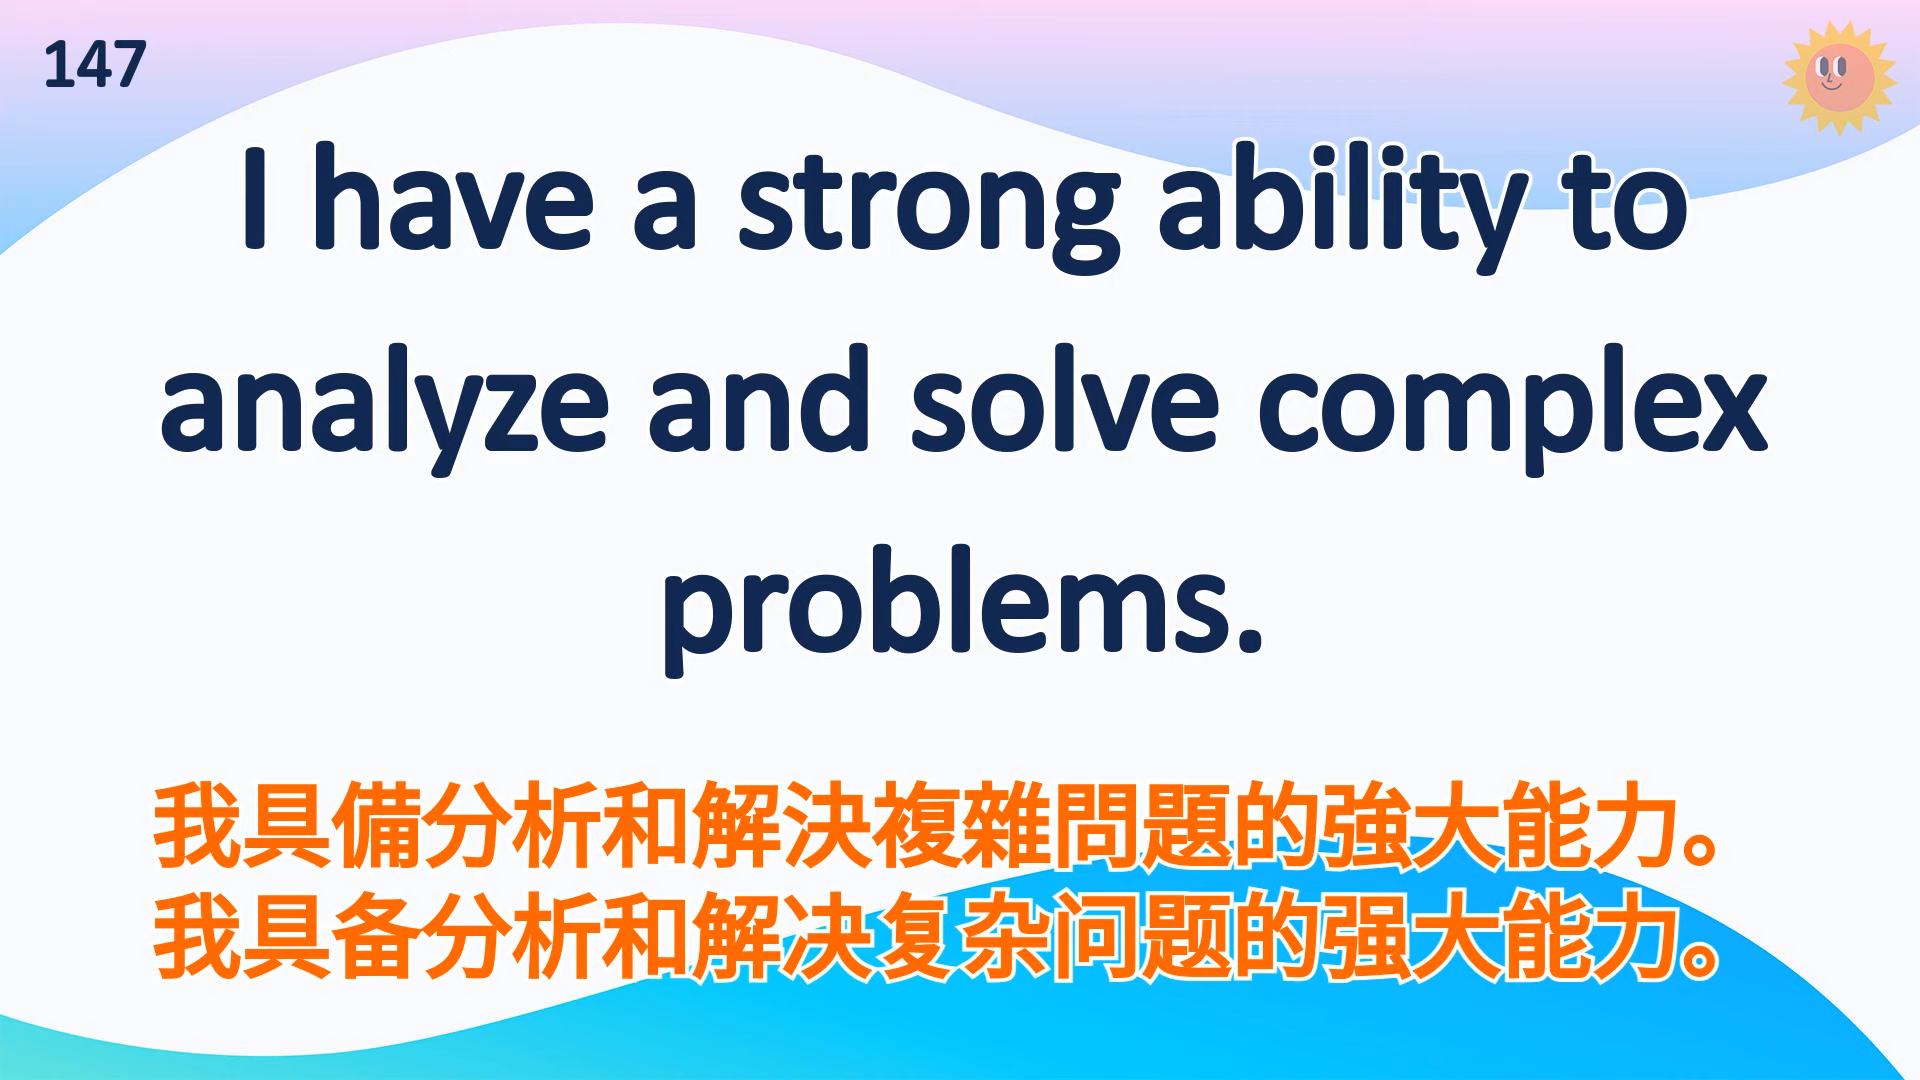 147
I have a strong ability to
analyze and solve complex
problems.
我具備分析和解決複雜問題的強大能力。
我具备分析和解决复杂问题的强大能力。